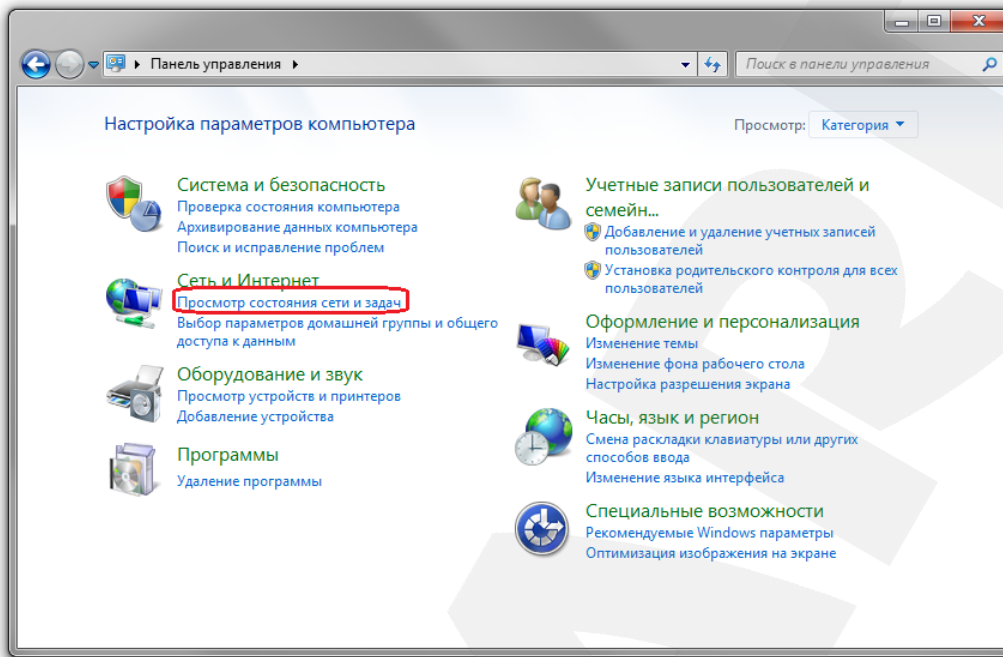 Панель управления
Поиск в панели управления
Настройка параметров компьютера
Просмотр: Категория
Система и безопасность
Проверка состояния компьютера
Архивирование данных компьютера
Поиск и исправление проблем
Сеть и Интернет
Просмотр состояния сети и задач
Выбор параметров домашней группы и общего
доступа к данным
Оборудование и звук
Просмотр устройств и принтеров
Добавление устройства
Программы
Удаление программы
Учетные записи пользователей и
семейн...
Добавление и удаление учетных записей
пользователей
Установка родительского контроля для всех
пользователей
Оформление и персонализация
Изменение темы
Изменение фона рабочего стола
Настройка разрешения экрана
Часы, язык и регион
Смена раскладки клавиатуры или других
способов ввода
Изменение языка интерфейса
Специальные возможности
Рекомендуемые Windows параметры
Оптимизация изображения на экране